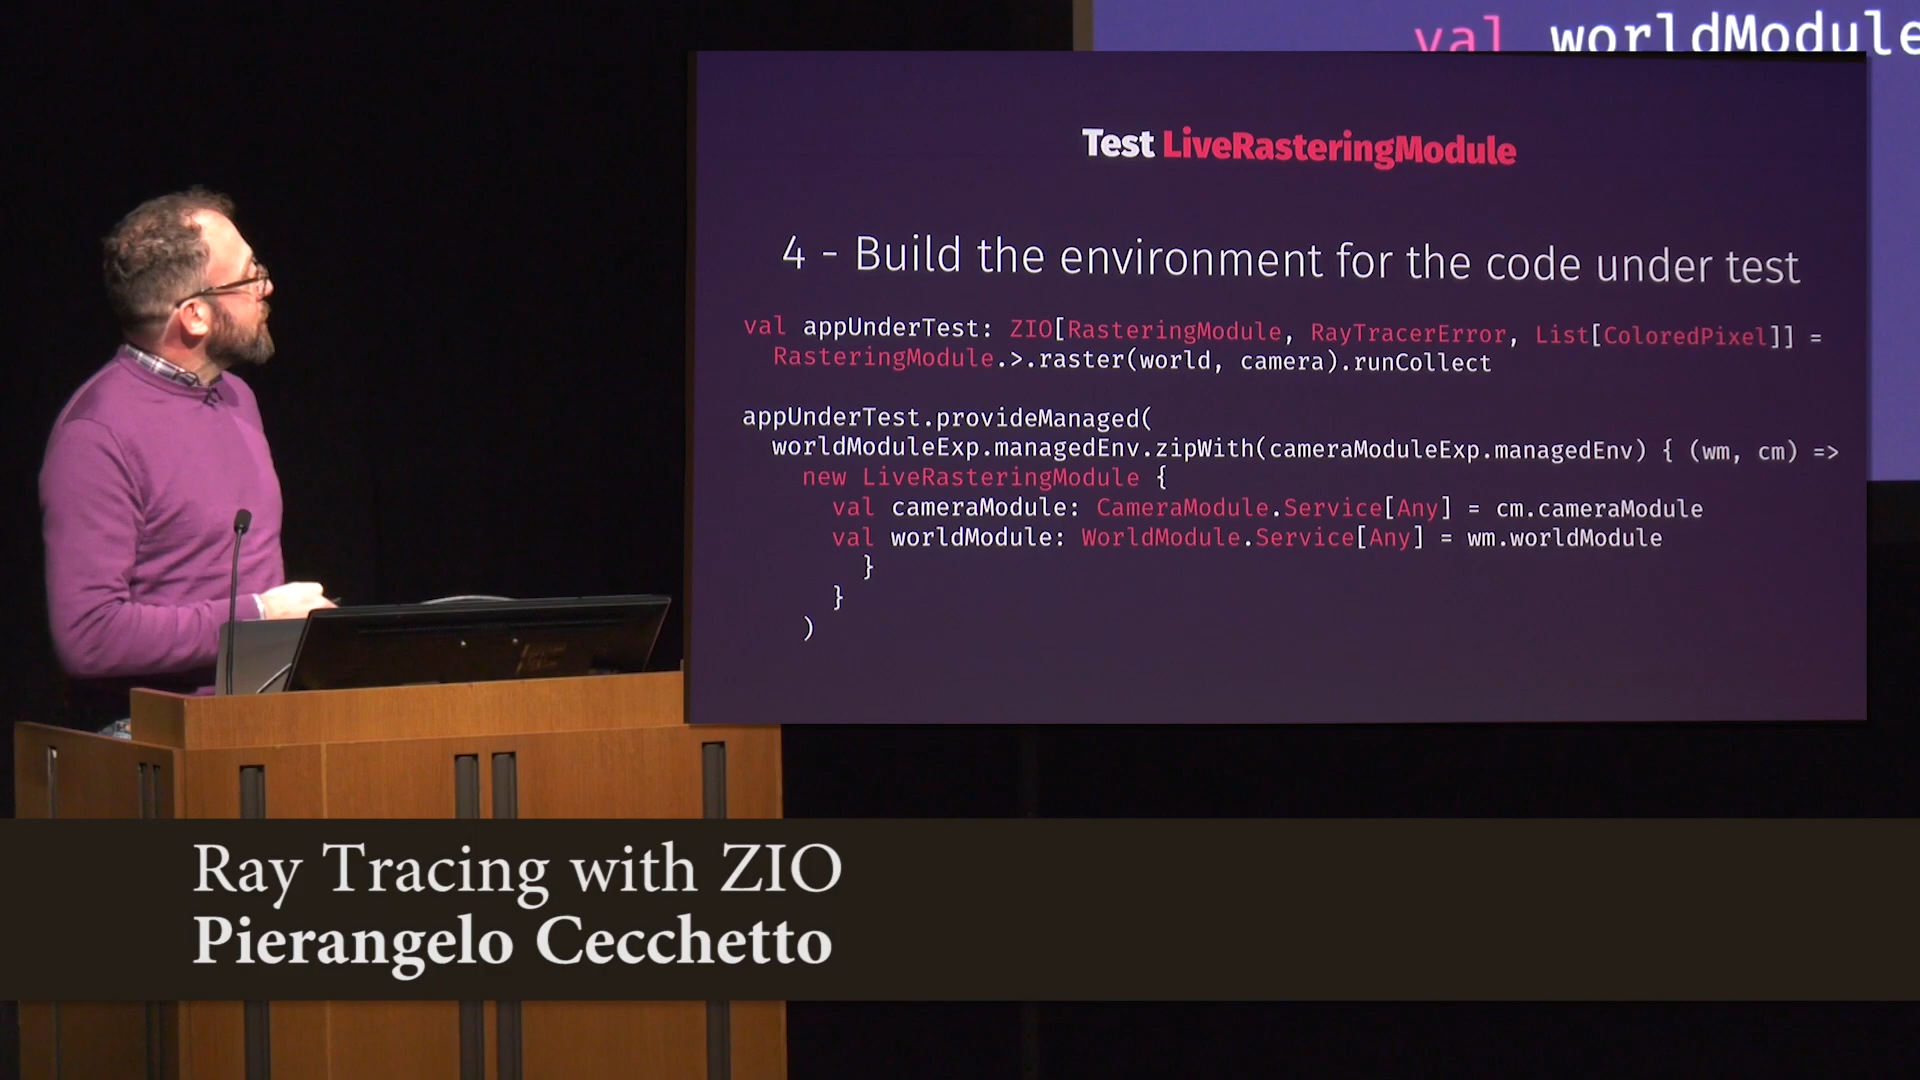 val worldModule
Test LiveRasteringModule
4 - Build the environment for the code under test
val appUnderTest: ZIO[RasteringModule, RayTracerError, List[ColoredPixel]] =
RasteringModule.>.raster(world, camera).runCollect
appUnderTest.provideManaged(
worldModuleExp.managedEnv.zipWith(cameraModuleExp.managedEnv) { (wm, cm) =>
new LiveRasteringModule {
val cameraModule: CameraModule.Service[Any] = cm.cameraModule
val worldModule: WorldModule.Service[Any] = wm.worldModule
}
}
)
Ray Tracing with ZIO
Pierangelo Cecchetto